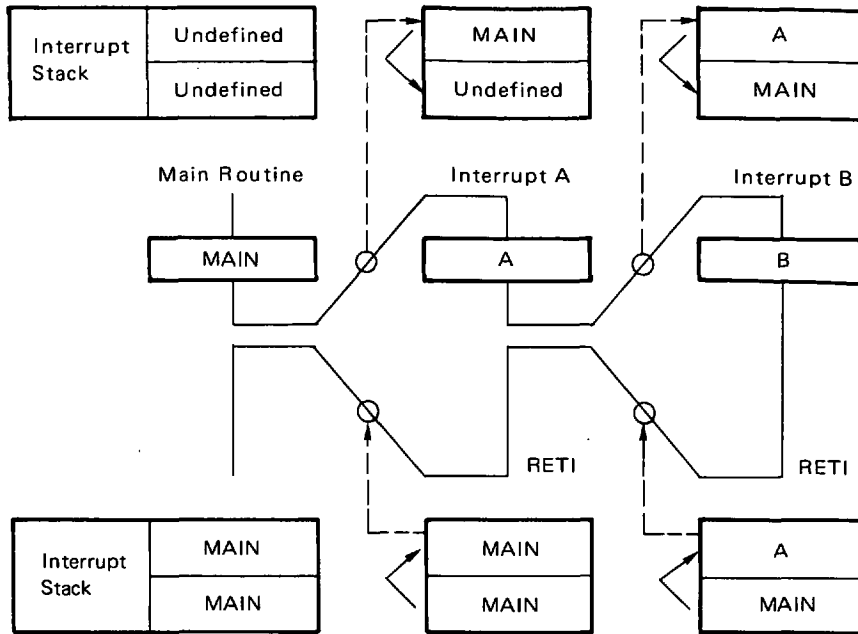 Interrupt
Stack
Undefined
Undefined
MAIN
Undefined
A
MAIN
Main Routine
Interrupt A
Interrupt B
MAIN
A
B
RETI
RETI
Interrupt
Stack
MAIN
MAIN
MAIN
MAIN
A
MAIN